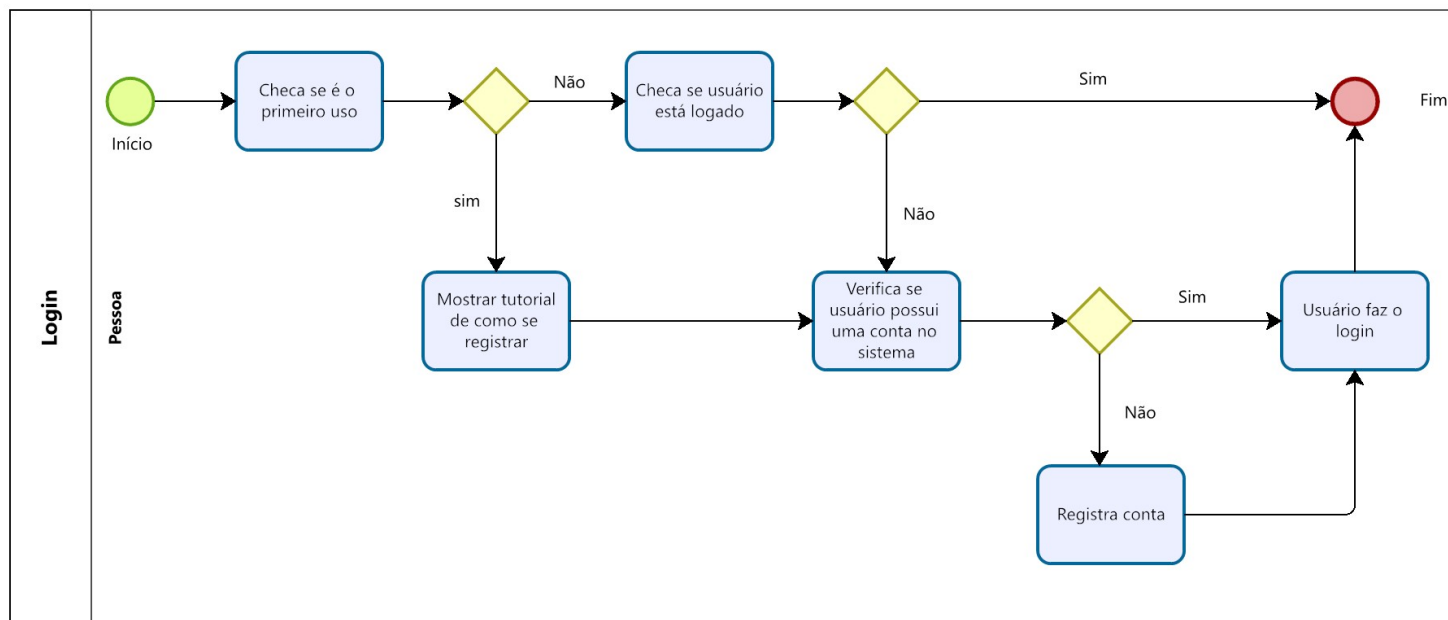 Login
Pessoa
Início
Checa se é o
primeiro uso
Não
sim
Checa se usuário
está logado
Sim
Fim
Não
Mostrar tutorial
de como se
registrar
Verifica se
usuário possui
uma conta no
sistema
Sim
Não
Usuário faz o
login
Registra conta